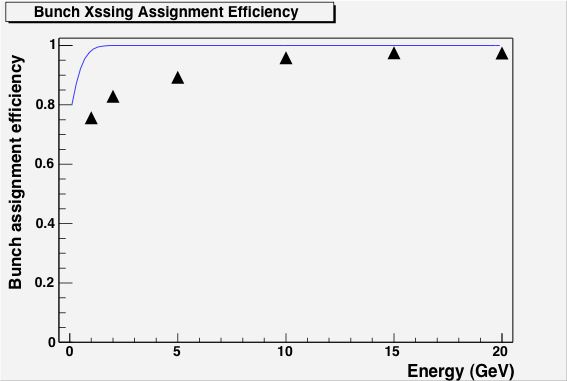 Bunch Xssing Assignment Efficiency
Bunch assignment efficiency
1
0.8
0.6
0.4
0.2
0
0 5 10 15 20
Energy (GeV)